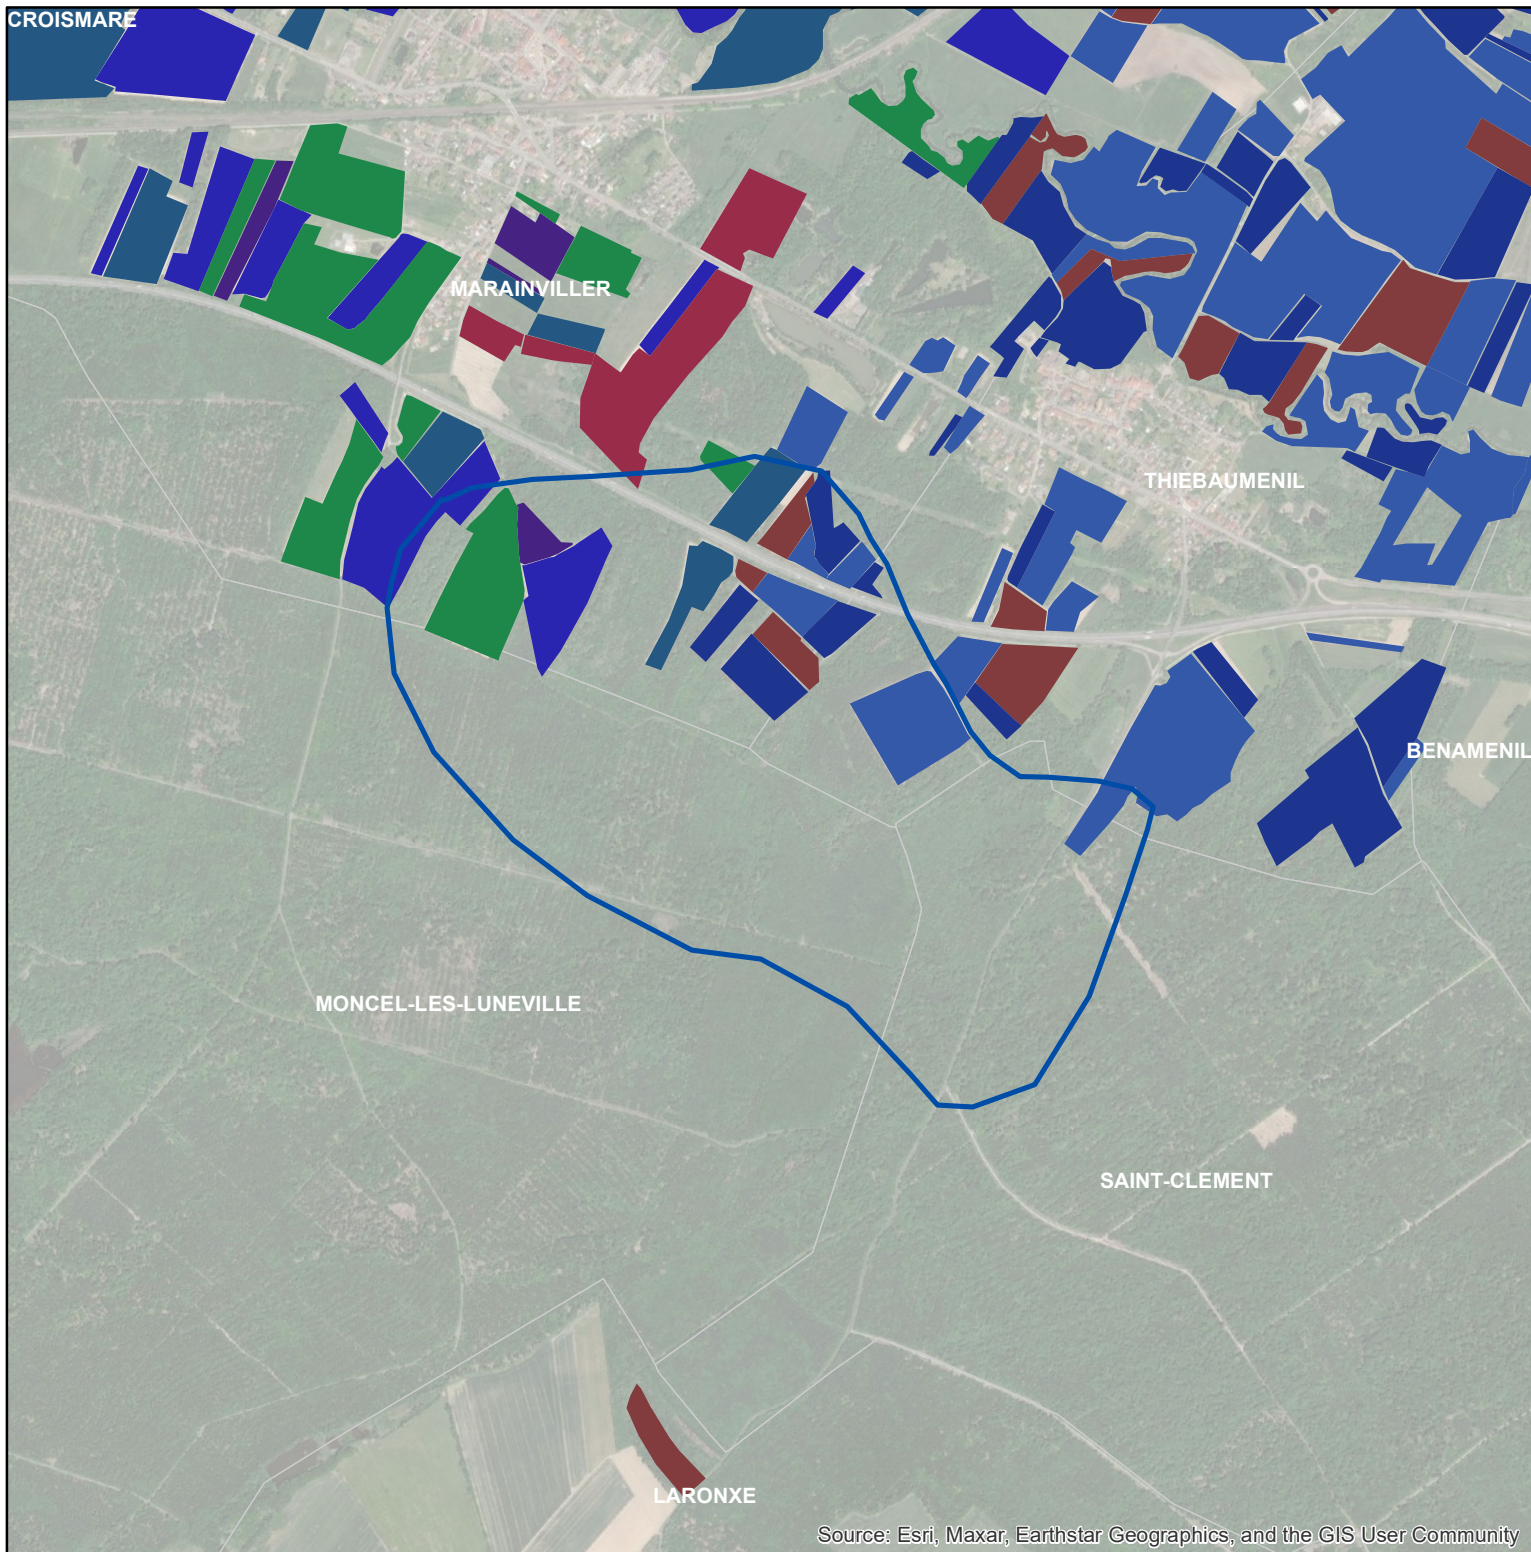 CROISMARE
MARAINVILLER
THIEBAUMENIL
BENAMENIL
MONCEL-LES-LUNEVILLE
SAINT-CLEMENT
LARONXE
Source: Esri, Maxar, Earthstar Geographics, and the GIS User Community